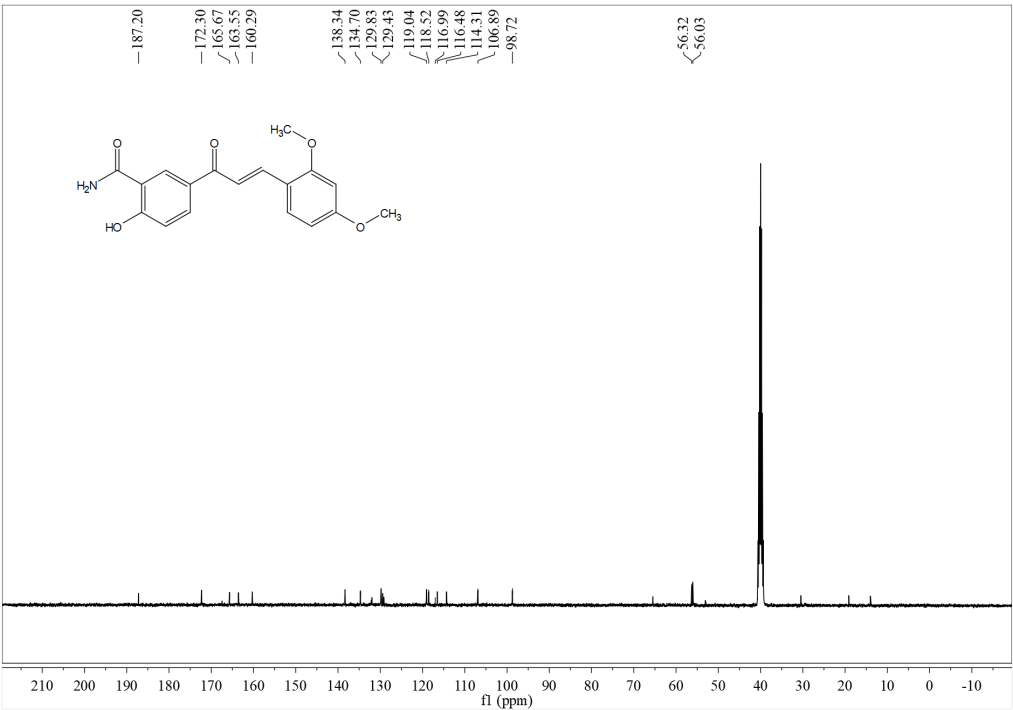 187.20
172.30
165.67
163.55
160.29
138.34
134.70
129.83
129.43
119.04
118.52
116.99
116.48
114.31
106.89
98.72
56.32
56.03
H₃C
O
O
O
H₂N
CH₃
O
HO
210 200 190 180 170 160 150 140 130 120 110 100 90 80 70 60 50 40 30 20 10 0 -10
f1 (ppm)